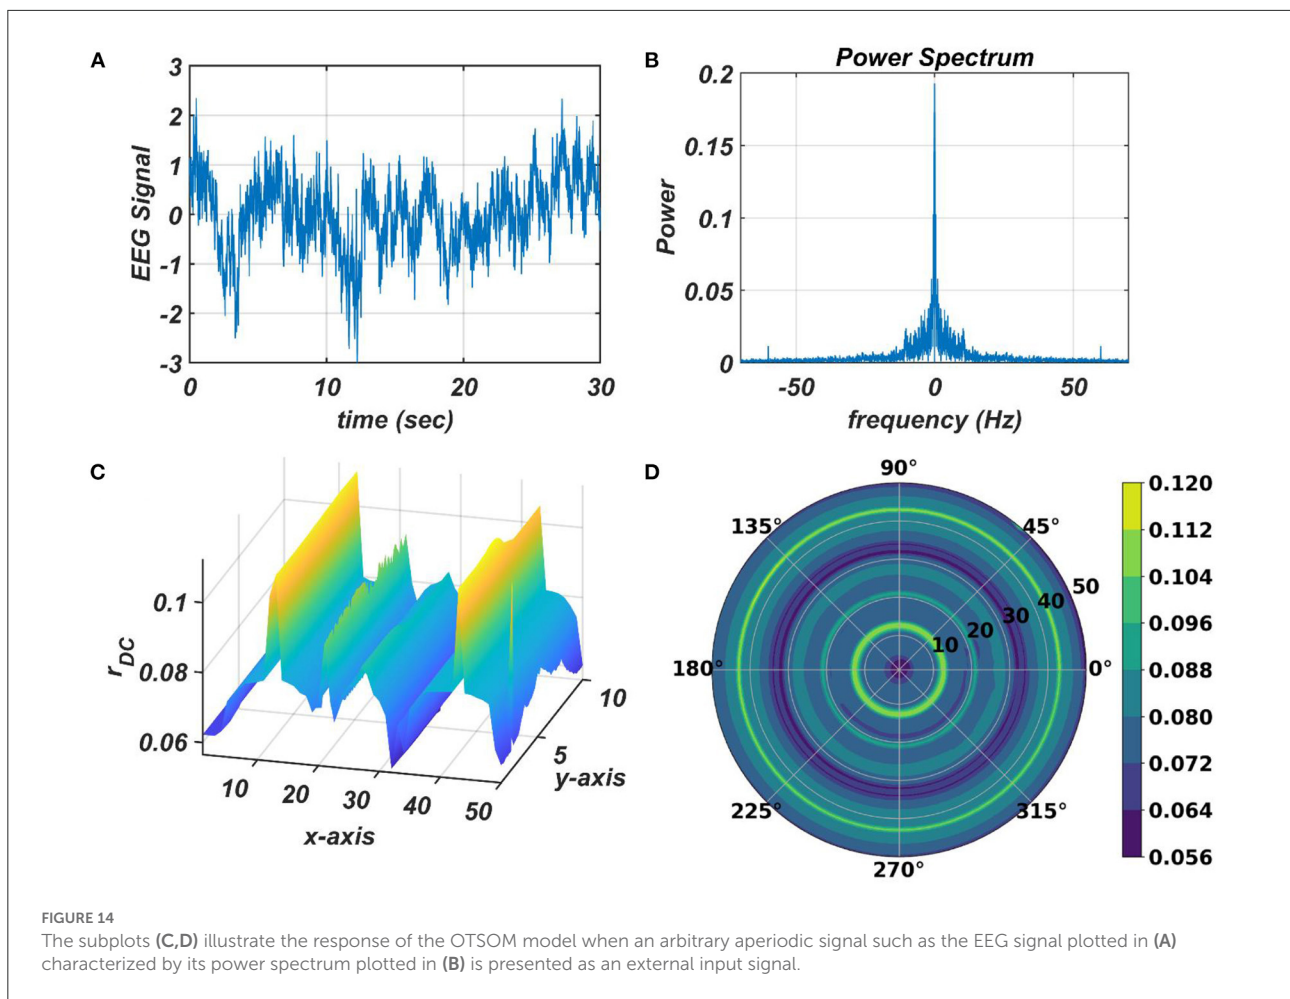 A
3
2
1
0
-1
-2
-3
EEG Signal
0 10 20 30
time (sec)
B
Power Spectrum
0.2
0.15
0.1
0.05
0
Power
-50 0 50
frequency (Hz)
C
0.1
0.08
0.06
r_DC
10 20 30 40 50
x-axis
5 10
y-axis
D
90°
135° 45°
180° 0°
225° 315°
270°
10 20 30 40 50
0.120
0.112
0.104
0.096
0.088
0.080
0.072
0.064
0.056
FIGURE 14
The subplots (C,D) illustrate the response of the OTSOM model when an arbitrary aperiodic signal such as the EEG signal plotted in (A)
characterized by its power spectrum plotted in (B) is presented as an external input signal.